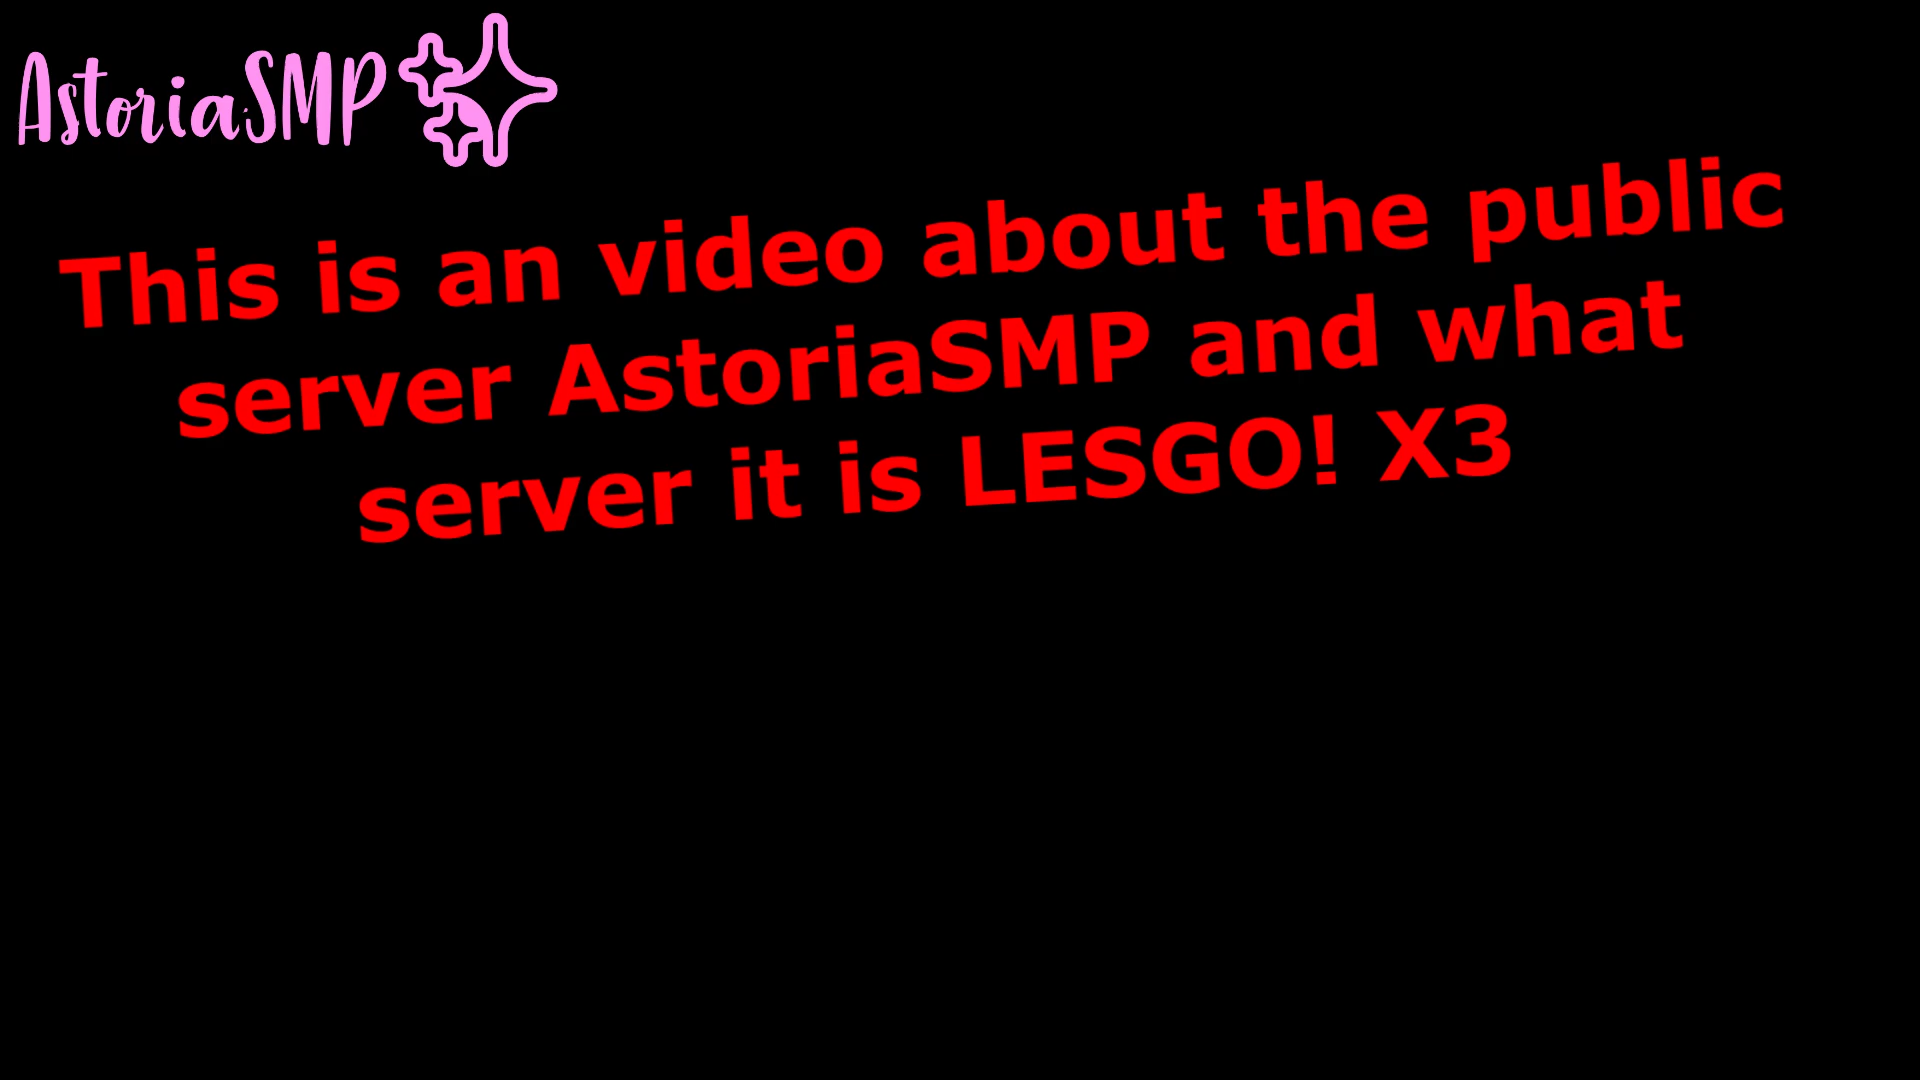 AstoriaSMP
This is an video about the public
server AstoriaSMP and what
server it is LESGO! X3